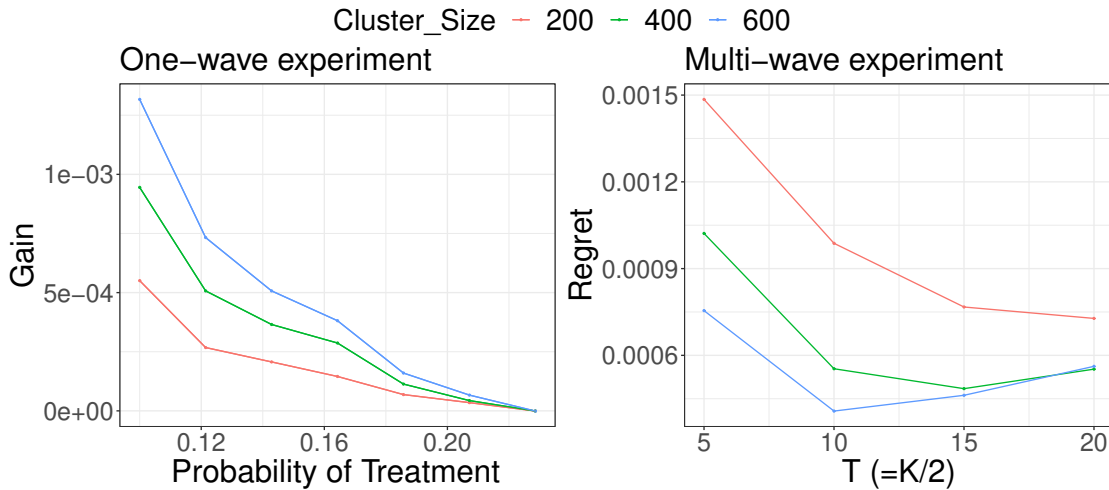 Cluster_Size 200 400 600
One−wave experiment
Gain
1e−03
5e−04
0e+00
0.12 0.16 0.20
Probability of Treatment
Multi−wave experiment
Regret
0.0015
0.0012
0.0009
0.0006
5 10 15 20
T (=K/2)